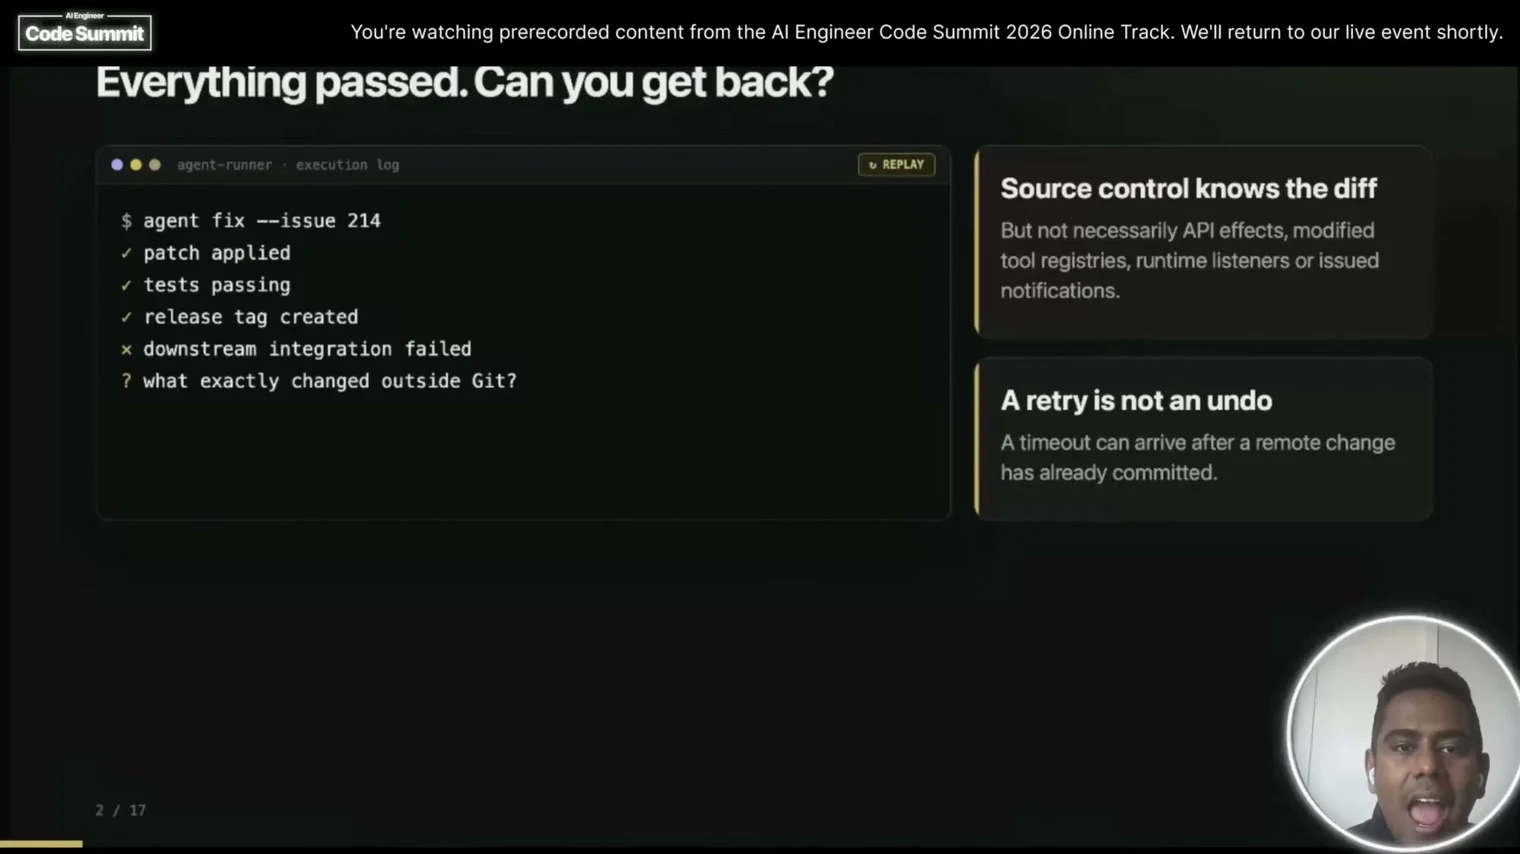 AI Engineer
Code Summit
You're watching prerecorded content from the AI Engineer Code Summit 2026 Online Track. We'll return to our live event shortly.
Everything passed. Can you get back?
agent-runner · execution log
↻ REPLAY
$ agent fix --issue 214
✓ patch applied
✓ tests passing
✓ release tag created
× downstream integration failed
? what exactly changed outside Git?
Source control knows the diff
But not necessarily API effects, modified
tool registries, runtime listeners or issued
notifications.
A retry is not an undo
A timeout can arrive after a remote change
has already committed.
2 / 17